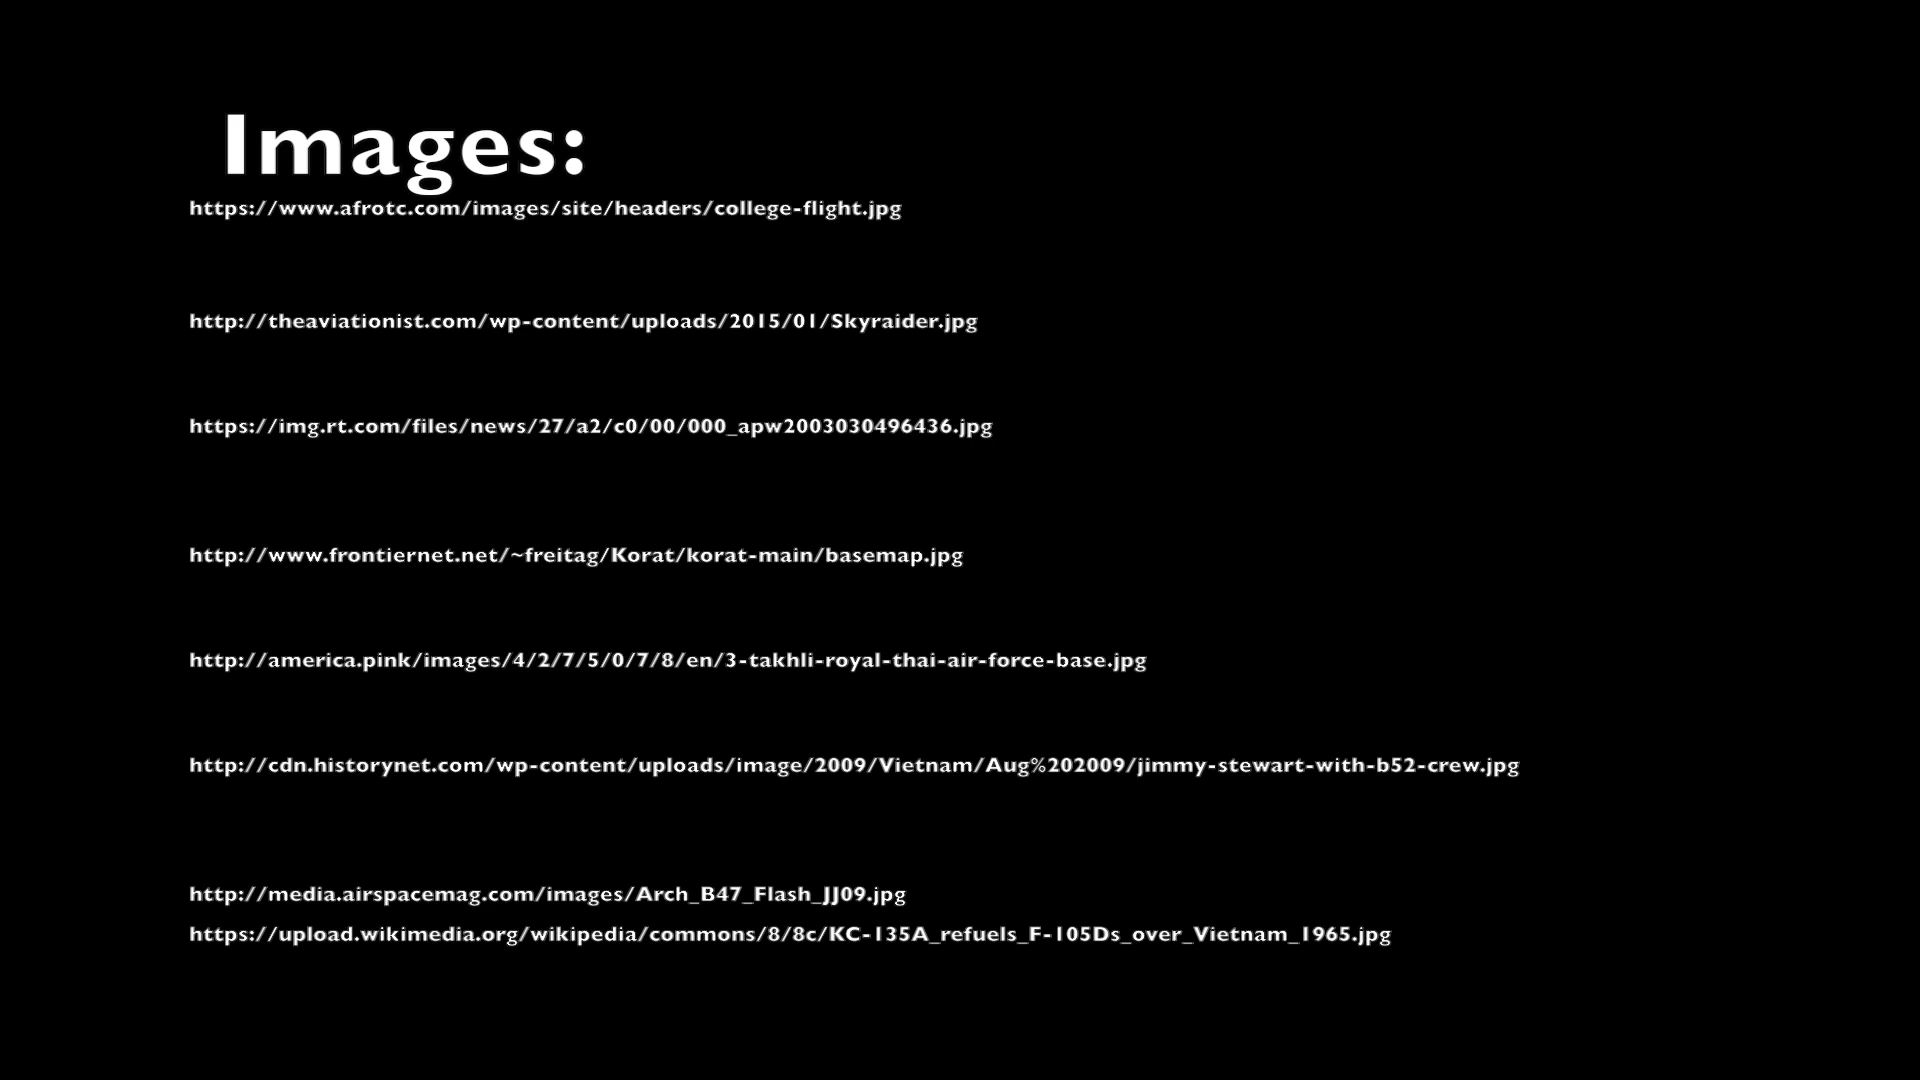 Images:
https://www.afrotc.com/images/site/headers/college-flight.jpg
http://theaviationist.com/wp-content/uploads/2015/01/Skyraider.jpg
https://img.rt.com/files/news/27/a2/c0/00/000_apw2003030496436.jpg
http://www.frontiernet.net/~freitag/Korat/korat-main/basemap.jpg
http://america.pink/images/4/2/7/5/0/7/8/en/3-takhli-royal-thai-air-force-base.jpg
http://cdn.historynet.com/wp-content/uploads/image/2009/Vietnam/Aug%202009/jimmy-stewart-with-b52-crew.jpg
http://media.airspacemag.com/images/Arch_B47_Flash_JJ09.jpg
https://upload.wikimedia.org/wikipedia/commons/8/8c/KC-135A_refuels_F-105Ds_over_Vietnam_1965.jpg